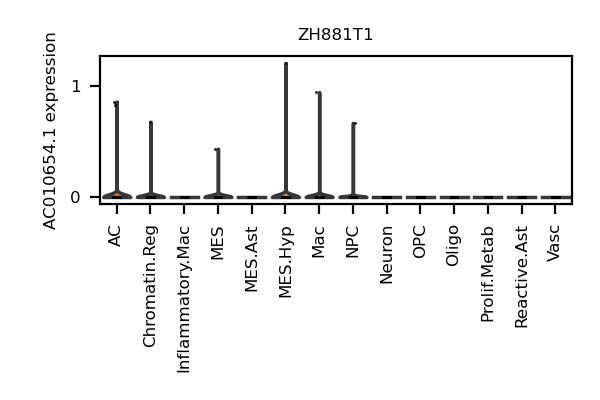 ZH881T1
AC010654.1 expression
1
0
AC
Chromatin.Reg
Inflammatory.Mac
MES
MES.Ast
MES.Hyp
Mac
NPC
Neuron
OPC
Oligo
Prolif.Metab
Reactive.Ast
Vasc